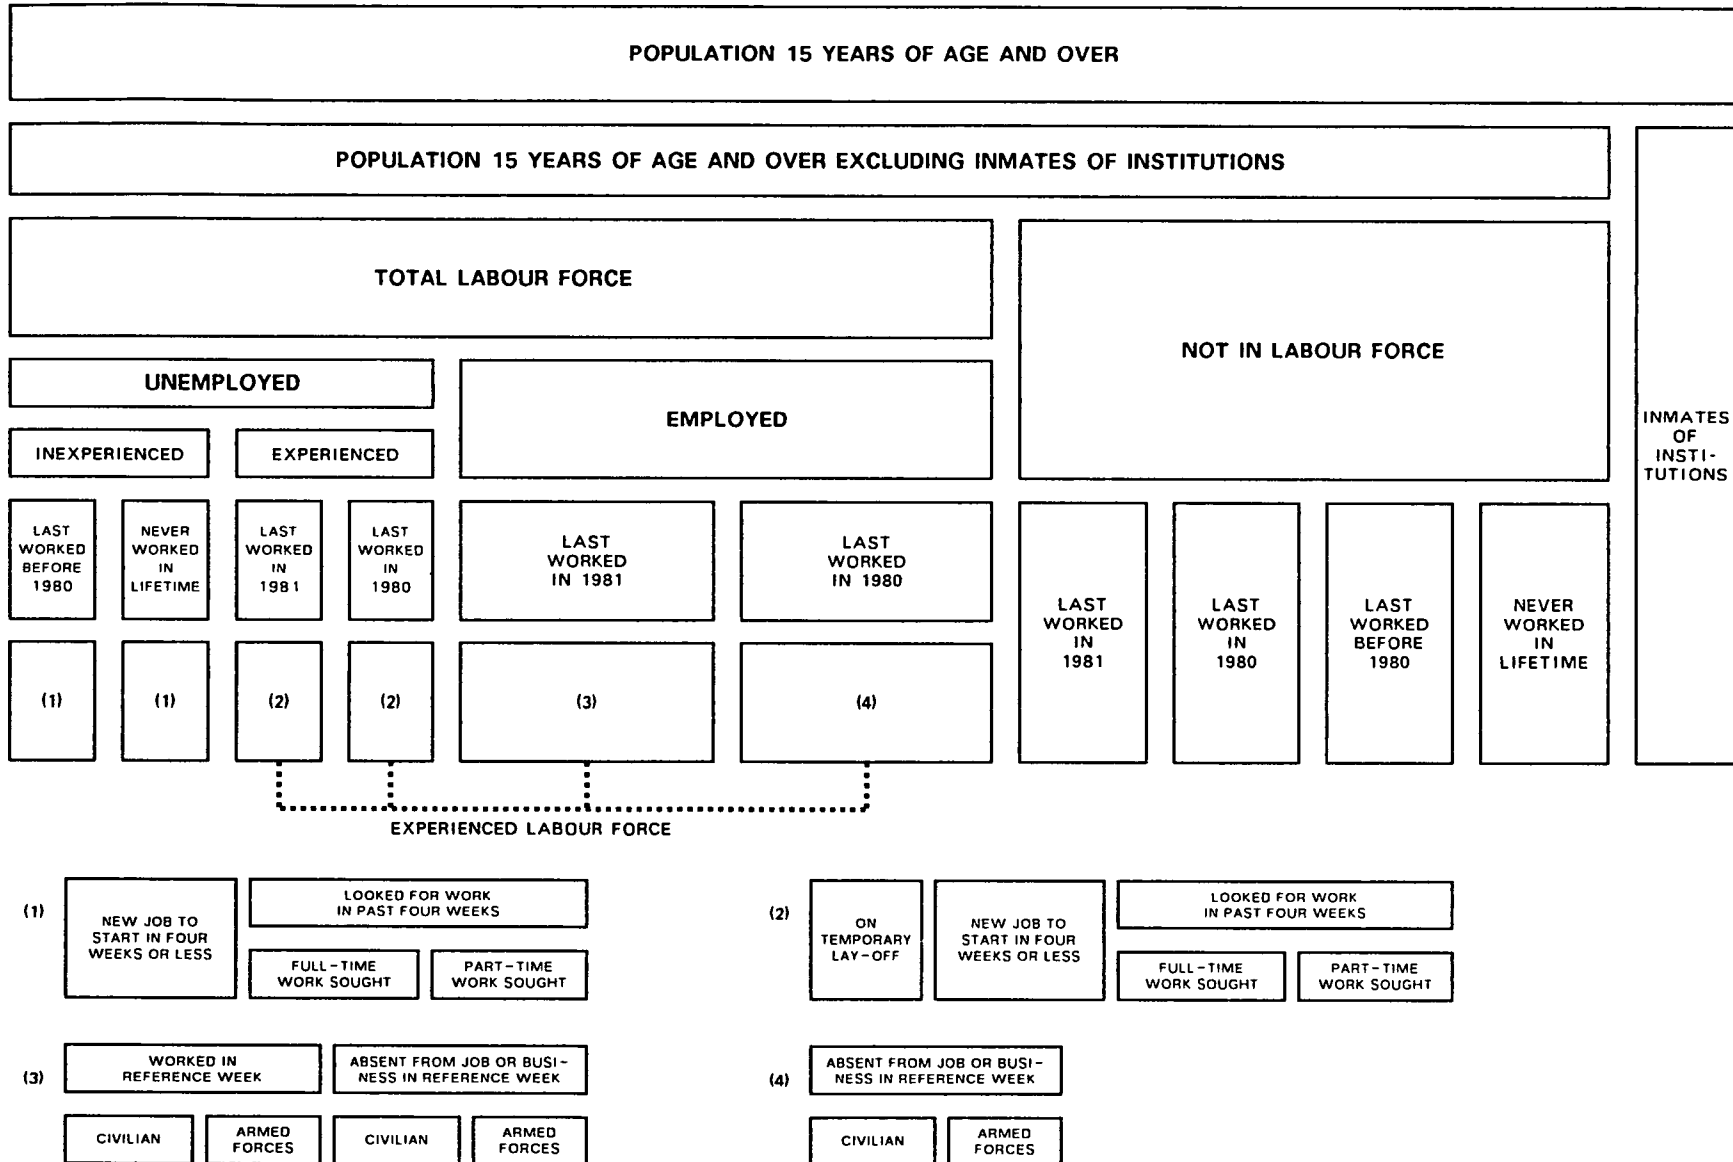 POPULATION 15 YEARS OF AGE AND OVER
POPULATION 15 YEARS OF AGE AND OVER EXCLUDING INMATES OF INSTITUTIONS
TOTAL LABOUR FORCE
NOT IN LABOUR FORCE
INMATES
OF
INSTI-
TUTIONS
UNEMPLOYED
EMPLOYED
INEXPERIENCED
EXPERIENCED
LAST
WORKED
BEFORE
1980
NEVER
WORKED
IN
LIFETIME
LAST
WORKED
IN
1981
LAST
WORKED
IN
1980
LAST
WORKED
IN 1981
LAST
WORKED
IN 1980
LAST
WORKED
IN
1981
LAST
WORKED
IN
1980
LAST
WORKED
BEFORE
1980
NEVER
WORKED
IN
LIFETIME
(1)
(1)
(2)
(2)
(3)
(4)
EXPERIENCED LABOUR FORCE
(1)
NEW JOB TO
START IN FOUR
WEEKS OR LESS
LOOKED FOR WORK
IN PAST FOUR WEEKS
FULL-TIME
WORK SOUGHT
PART-TIME
WORK SOUGHT
(2)
ON
TEMPORARY
LAY-OFF
NEW JOB TO
START IN FOUR
WEEKS OR LESS
LOOKED FOR WORK
IN PAST FOUR WEEKS
FULL-TIME
WORK SOUGHT
PART-TIME
WORK SOUGHT
(3)
WORKED IN
REFERENCE WEEK
ABSENT FROM JOB OR BUSI-
NESS IN REFERENCE WEEK
CIVILIAN
ARMED
FORCES
CIVILIAN
ARMED
FORCES
(4)
ABSENT FROM JOB OR BUSI-
NESS IN REFERENCE WEEK
CIVILIAN
ARMED
FORCES